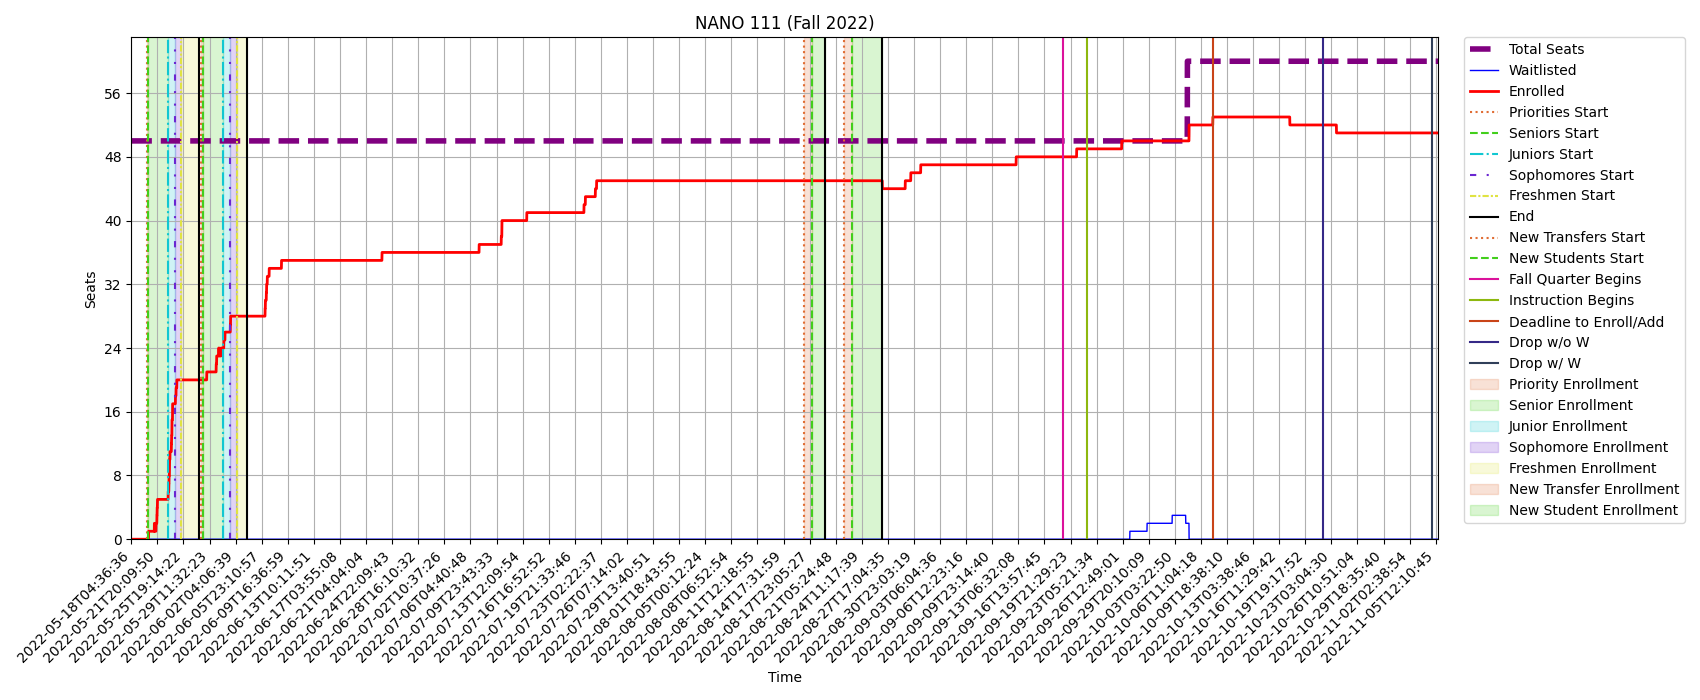 NANO 111 (Fall 2022)
Seats
56
48
40
32
24
16
8
0
2022-05-18T04:36:36
2022-05-21T20:09:50
2022-05-25T19:14:22
2022-05-29T11:32:23
2022-06-02T04:06:39
2022-06-05T23:10:57
2022-06-09T16:36:59
2022-06-13T10:11:51
2022-06-17T03:55:08
2022-06-21T04:04:04
2022-06-24T22:09:43
2022-06-28T16:10:32
2022-07-02T10:37:26
2022-07-06T04:40:48
2022-07-09T23:43:33
2022-07-13T12:09:54
2022-07-16T16:52:52
2022-07-19T21:33:46
2022-07-23T02:22:37
2022-07-26T07:14:02
2022-07-29T13:40:51
2022-08-01T18:43:55
2022-08-05T00:12:24
2022-08-08T06:52:54
2022-08-11T12:18:55
2022-08-14T17:31:59
2022-08-17T23:05:27
2022-08-21T05:24:48
2022-08-24T11:17:39
2022-08-27T17:04:35
2022-08-30T23:03:19
2022-09-03T06:04:36
2022-09-06T12:23:16
2022-09-09T23:14:40
2022-09-13T06:32:08
2022-09-16T13:57:45
2022-09-19T21:29:23
2022-09-23T05:21:34
2022-09-26T12:49:01
2022-09-29T20:10:09
2022-10-03T03:22:50
2022-10-06T11:04:18
2022-10-09T18:38:10
2022-10-13T03:38:46
2022-10-16T11:29:42
2022-10-19T19:17:52
2022-10-23T03:04:30
2022-10-26T10:51:04
2022-10-29T18:35:40
2022-11-02T02:38:54
2022-11-05T12:10:45
Time
Total Seats
Waitlisted
Enrolled
Priorities Start
Seniors Start
Juniors Start
Sophomores Start
Freshmen Start
End
New Transfers Start
New Students Start
Fall Quarter Begins
Instruction Begins
Deadline to Enroll/Add
Drop w/o W
Drop w/ W
Priority Enrollment
Senior Enrollment
Junior Enrollment
Sophomore Enrollment
Freshmen Enrollment
New Transfer Enrollment
New Student Enrollment